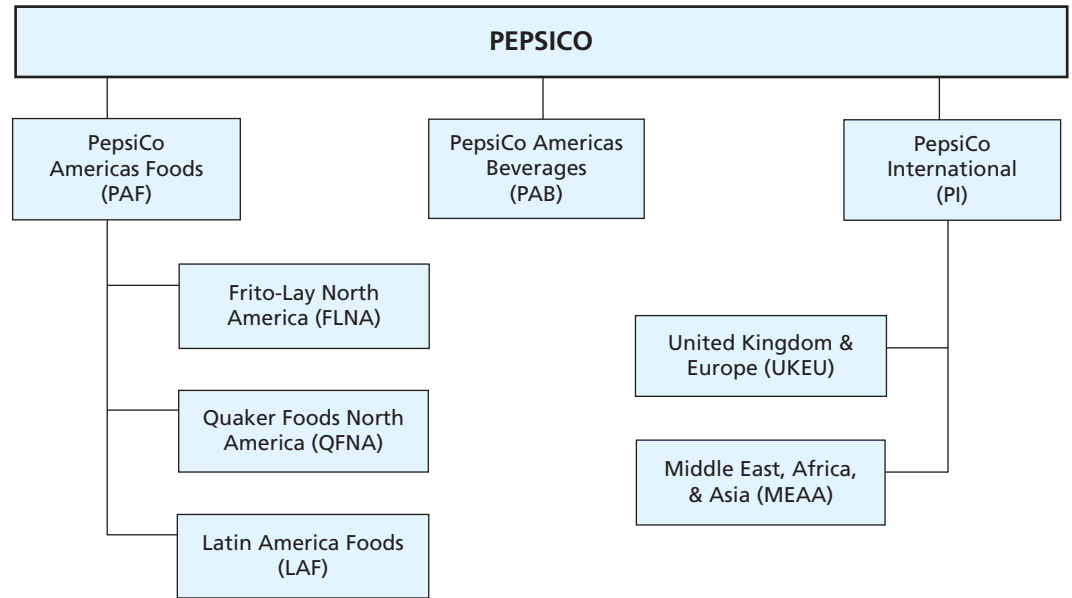 PEPSICO
PepsiCo
Americas Foods
(PAF)
PepsiCo Americas
Beverages
(PAB)
PepsiCo
International
(PI)
Frito-Lay North
America (FLNA)
Quaker Foods North
America (QFNA)
Latin America Foods
(LAF)
United Kingdom &
Europe (UKEU)
Middle East, Africa,
& Asia (MEAA)